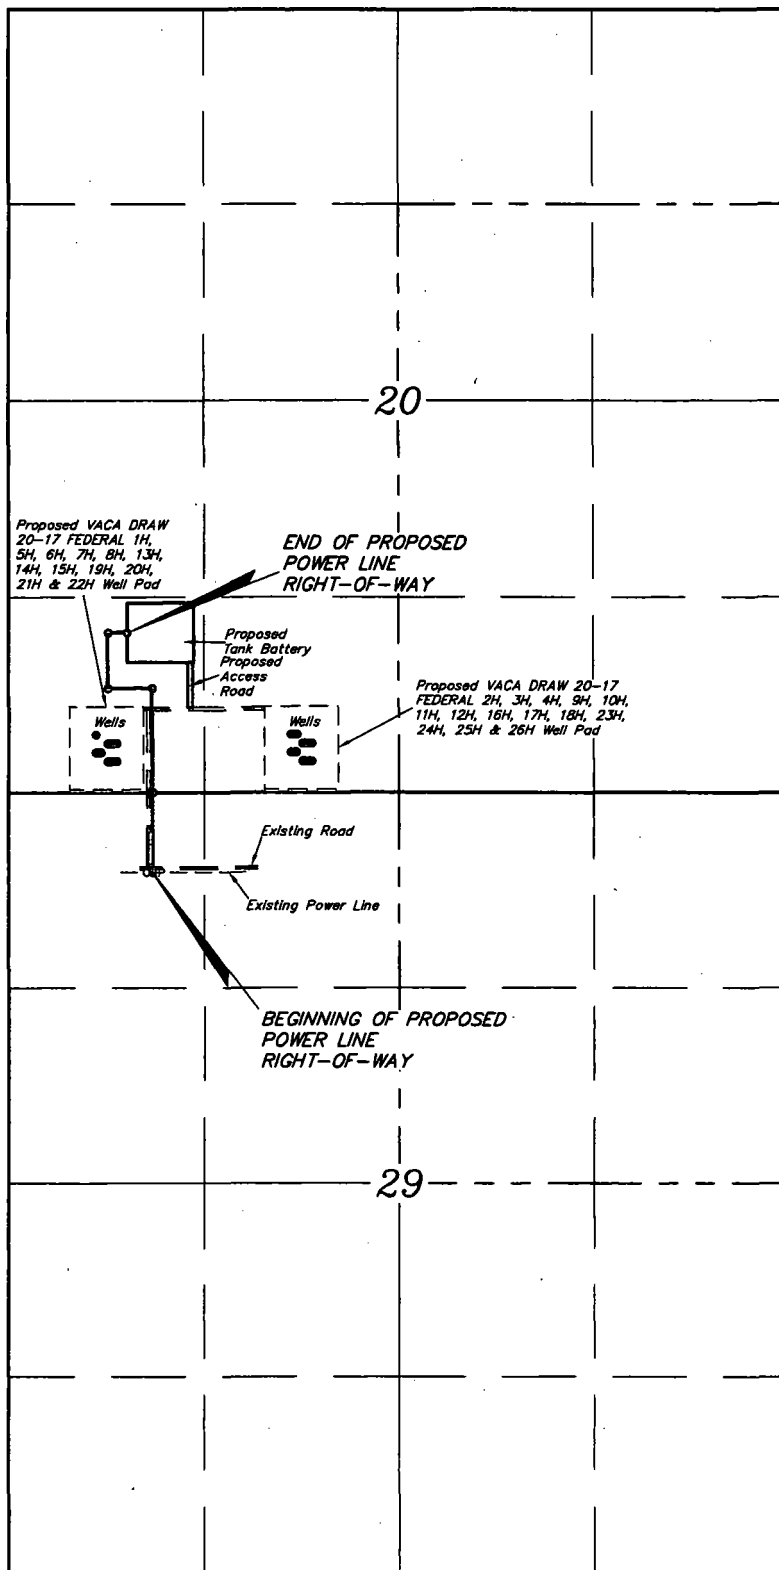 20
Proposed VACA DRAW
20-17 FEDERAL 1H,
5H, 6H, 7H, 8H, 13H,
14H, 15H, 19H, 20H,
21H & 22H Well Pad
END OF PROPOSED
POWER LINE
RIGHT-OF-WAY
Proposed
Tank Battery
Proposed
Access
Road
Proposed VACA DRAW 20-17
FEDERAL 2H, 3H, 4H, 9H, 10H,
11H, 12H, 16H, 17H, 18H, 23H,
24H, 25H & 26H Well Pad
Wells
Wells
Existing Road
Existing Power Line
BEGINNING OF PROPOSED
POWER LINE
RIGHT-OF-WAY
29